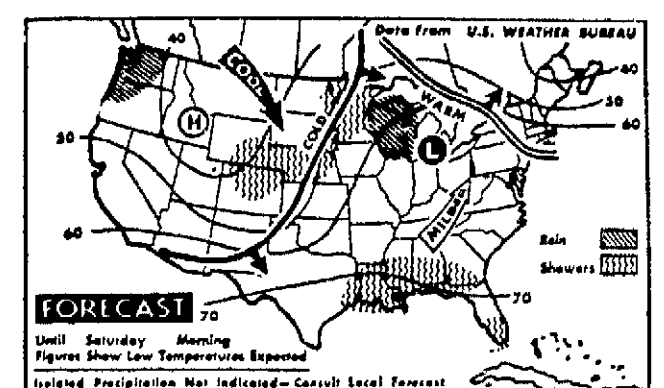 Data from U.S. WEATHER BUREAU
40
COOL
40
WARM
50
H
COLD
60
50
L
60
MILDER
Rain
Showers
FORECAST
70
70
Until Saturday Morning
Figures Show Low Temperatures Expected
Isolated Precipitation Not Indicated—Consult Local Forecast